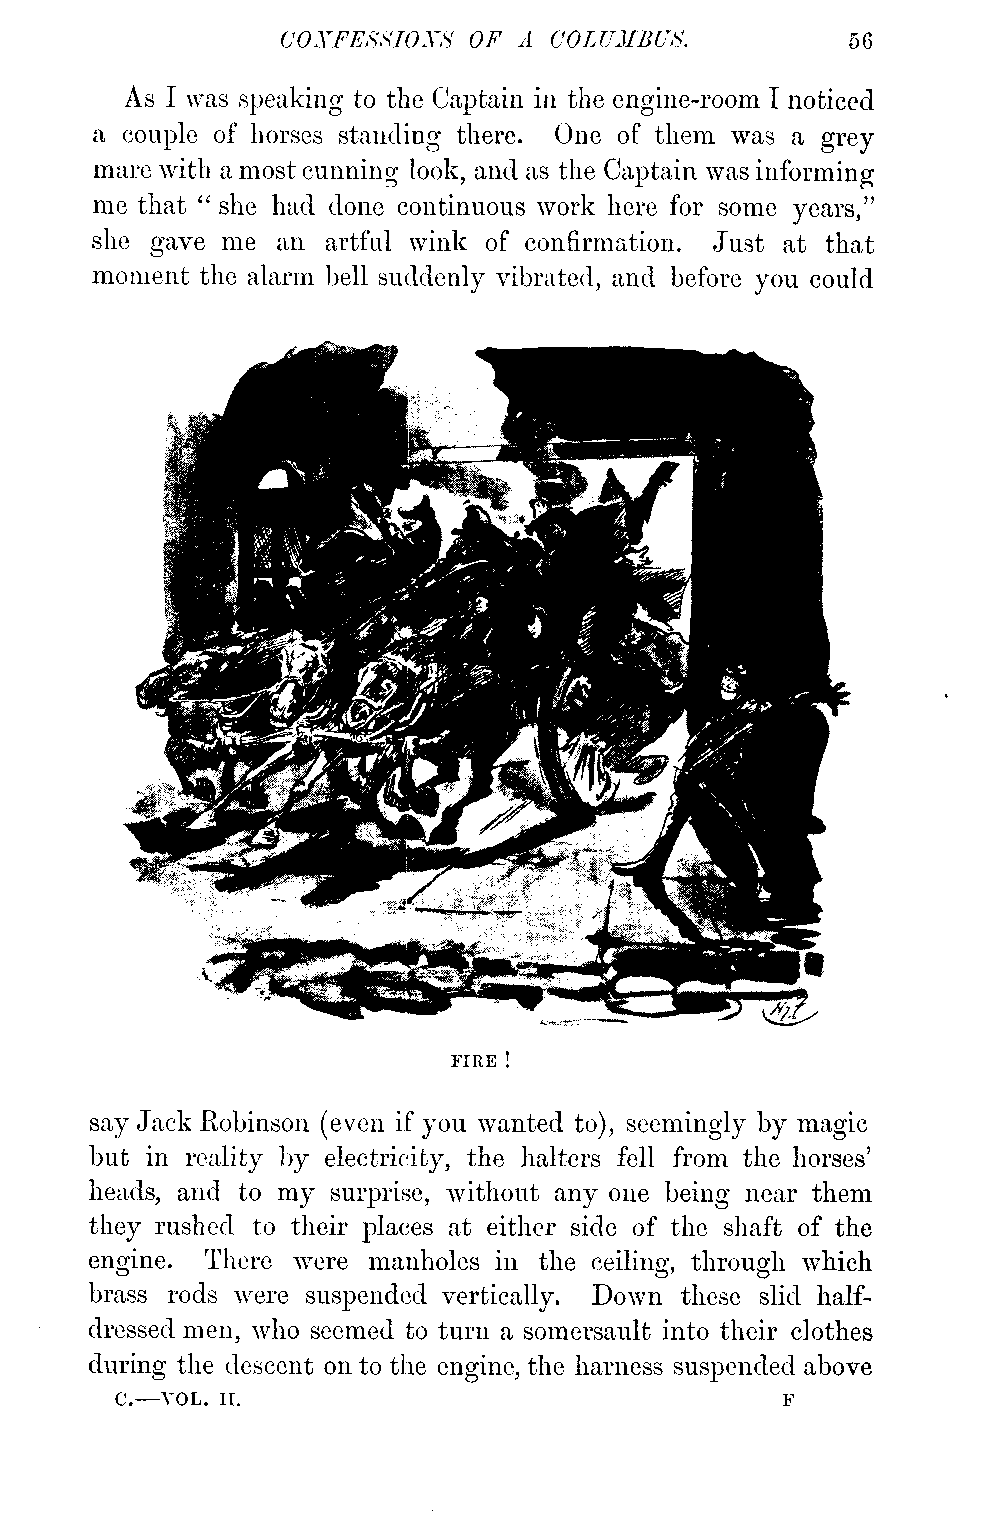 CONFESSIONS OF A COLUMBUS. 56
As I was speaking to the Captain in the engine-room I noticed
a couple of horses standing there. One of them was a grey
mare with a most cunning look, and as the Captain was informing
me that “ she had done continuous work here for some years,”
she gave me an artful wink of confirmation. Just at that
moment the alarm bell suddenly vibrated, and before you could
FIRE !
say Jack Robinson (even if you wanted to), seemingly by magic
but in reality by electricity, the halters fell from the horses’
heads, and to my surprise, without any one being near them
they rushed to their places at either side of the shaft of the
engine. There were manholes in the ceiling, through which
brass rods were suspended vertically. Down these slid half-
dressed men, who seemed to turn a somersault into their clothes
during the descent on to the engine, the harness suspended above
C.—VOL. II. F